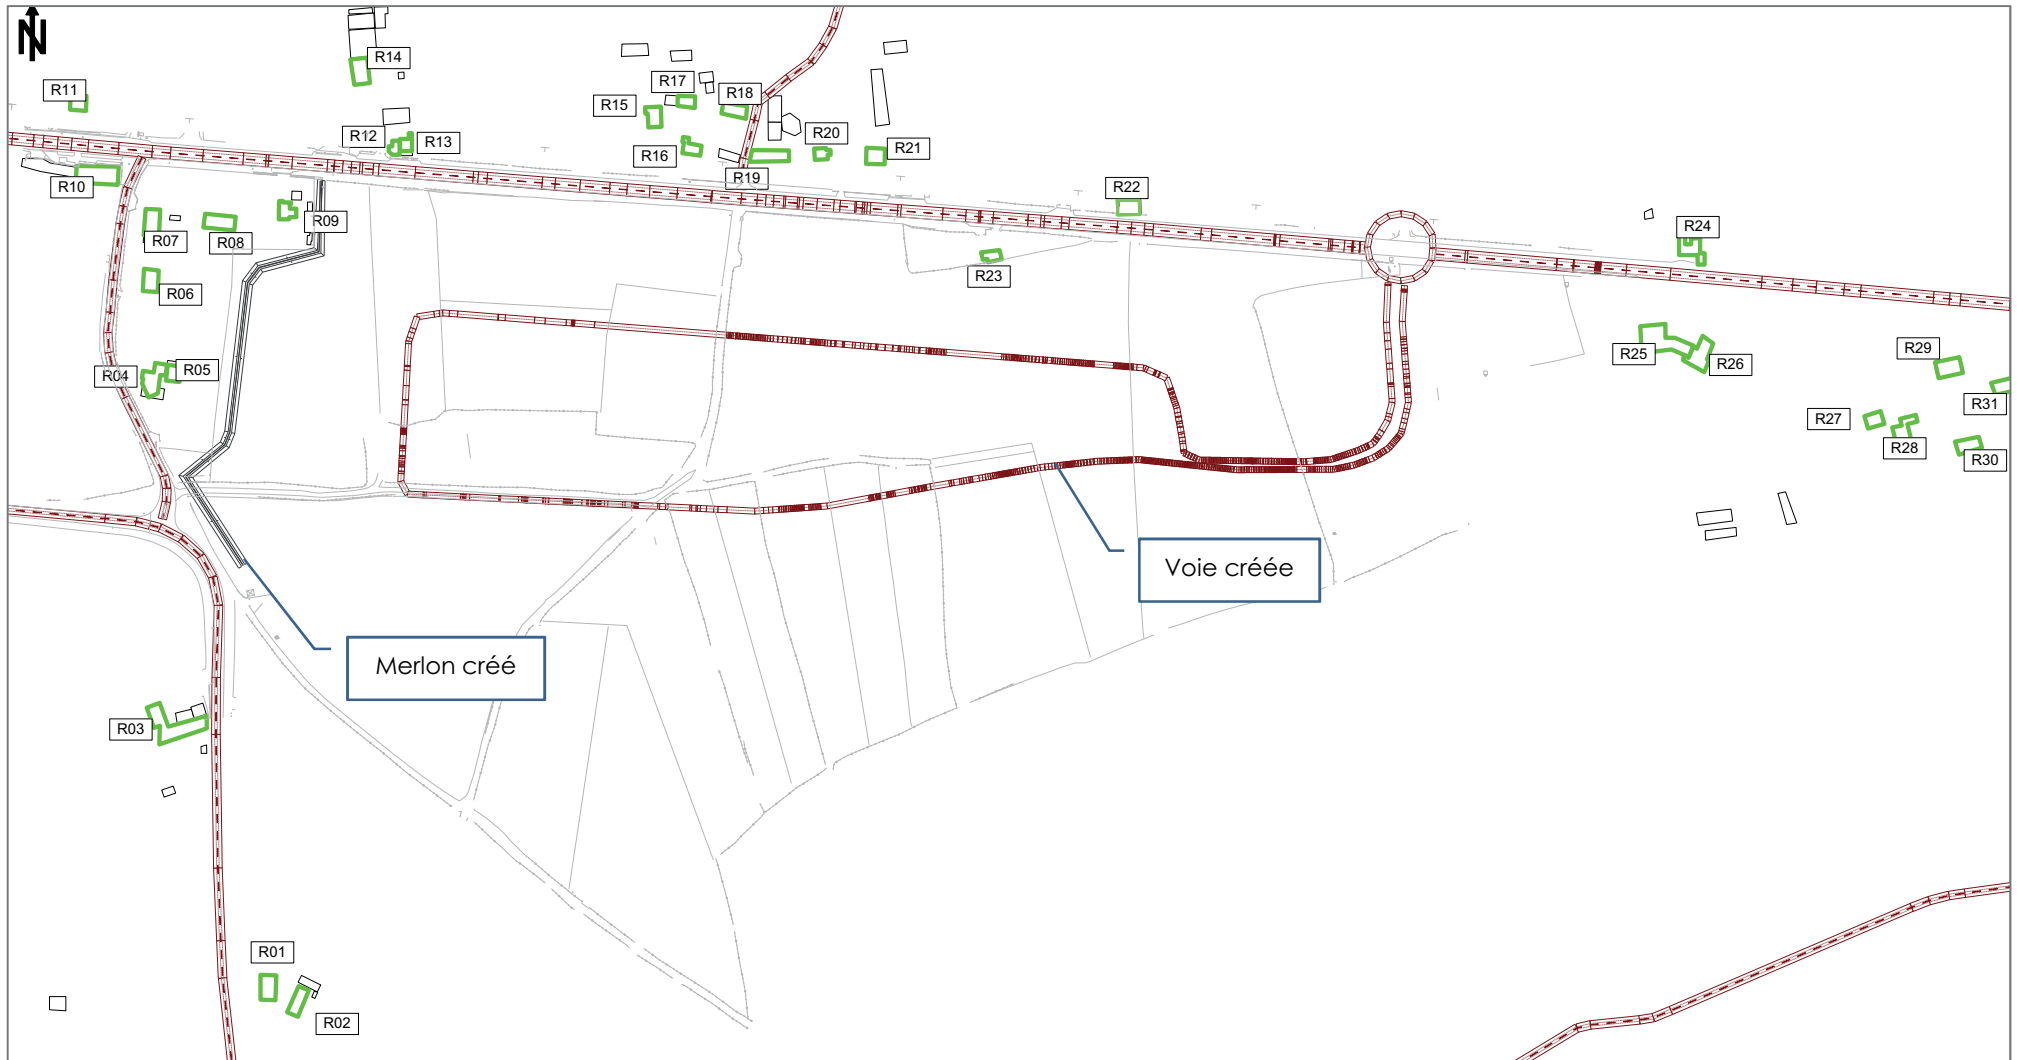 N
R14
R11
R17
R18
R15
R12
R13
R20
R21
R16
R10
R19
R22
R09
R07
R08
R24
R23
R06
R25
R29
R26
R05
R04
R31
R27
R28
R30
Voie créée
Merlon créé
R03
R01
R02